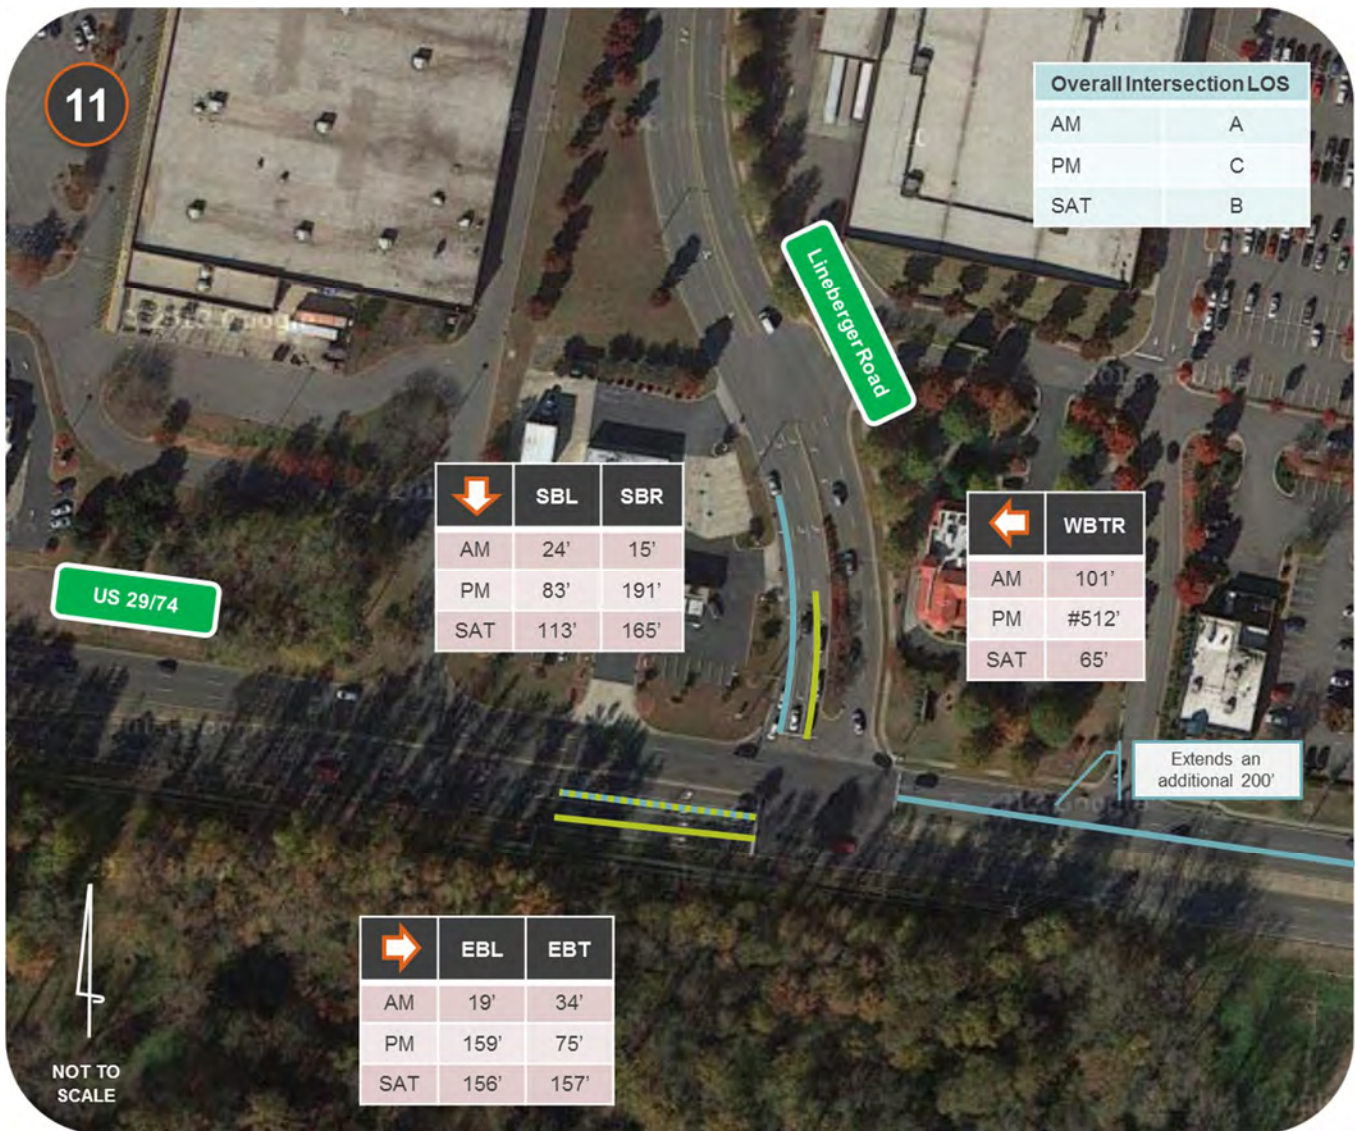 11
Overall Intersection LOS
AM A
PM C
SAT B
Lineberger Road
SBL SBR
AM 24’ 15’
PM 83’ 191’
SAT 113’ 165’
WBTR
AM 101’
PM #512’
SAT 65’
US 29/74
Extends an
additional 200’
EBL EBT
AM 19’ 34’
PM 159’ 75’
SAT 156’ 157’
NOT TO
SCALE